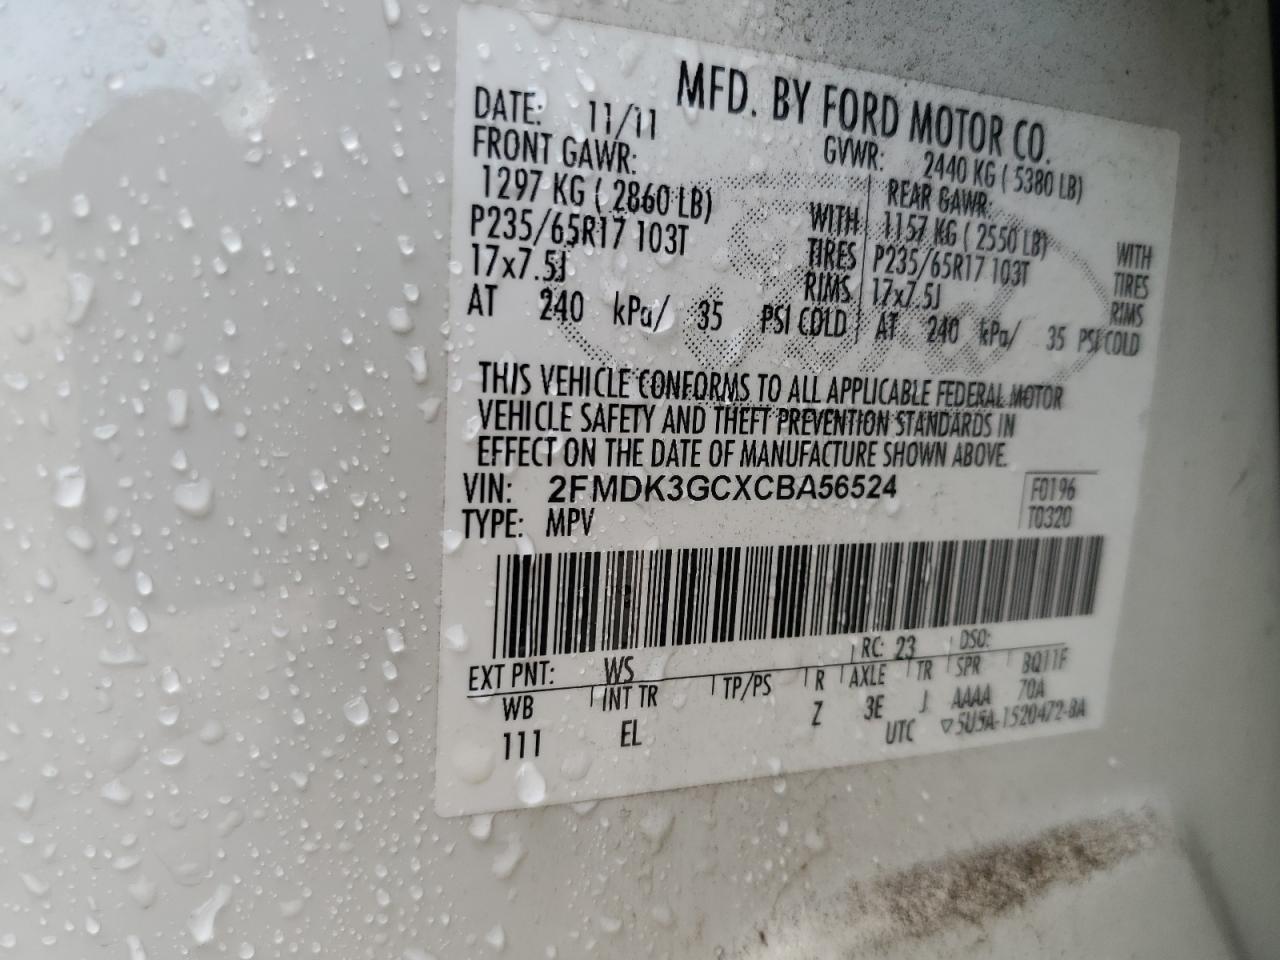 MFD. BY FORD MOTOR CO.
DATE: 11/11
GVWR: 2440 KG ( 5380 LB)
FRONT GAWR:
REAR GAWR:
1297 KG ( 2860 LB) WITH
1157 KG ( 2550 LB) WITH
P235/65R17 103T TIRES
P235/65R17 103T TIRES
17x7.5J RIMS
17x7.5J RIMS
AT 240 kPa/ 35 PSI COLD
AT 240 kPa/ 35 PSI COLD
THIS VEHICLE CONFORMS TO ALL APPLICABLE FEDERAL MOTOR
VEHICLE SAFETY AND THEFT PREVENTION STANDARDS IN
EFFECT ON THE DATE OF MANUFACTURE SHOWN ABOVE.
VIN: 2FMDK3GCXCBA56524
F0196
TYPE: MPV
T0320
EXT PNT: WS RC: 23 DSO:
WB INT TR TP/PS R AXLE TR SPR BQ11F
111 EL Z 3E J AAAA 70A
UTC ▽5U5A-1520472-BA